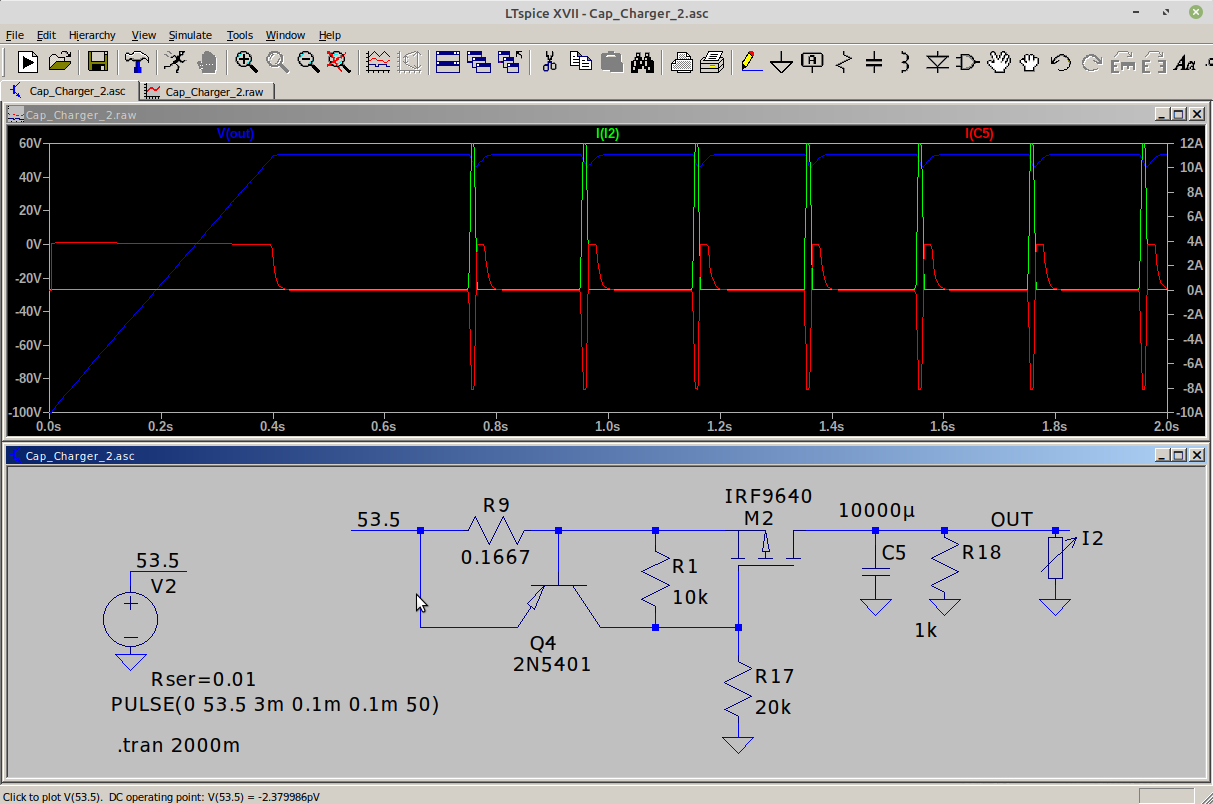 LTspice XVII - Cap_Charger_2.asc
File Edit Hierarchy View Simulate Tools Window Help
Cap_Charger_2.asc Cap_Charger_2.raw
Cap_Charger_2.raw
V(out) I(I2) I(C5)
60V 12A
40V 10A
20V 8A
0V 6A
-20V 4A
-40V 2A
-60V 0A
-80V -2A
-100V -4A
-6A
-8A
-10A
0.0s 0.2s 0.4s 0.6s 0.8s 1.0s 1.2s 1.4s 1.6s 1.8s 2.0s
Cap_Charger_2.asc
53.5
R9
0.1667
IRF9640
M2
10000µ
OUT
I2
C5
R18
1k
R1
10k
53.5
V2
Q4
2N5401
R17
20k
Rser=0.01
PULSE(0 53.5 3m 0.1m 0.1m 50)
.tran 2000m
Click to plot V(53.5). DC operating point: V(53.5) = -2.379986pV